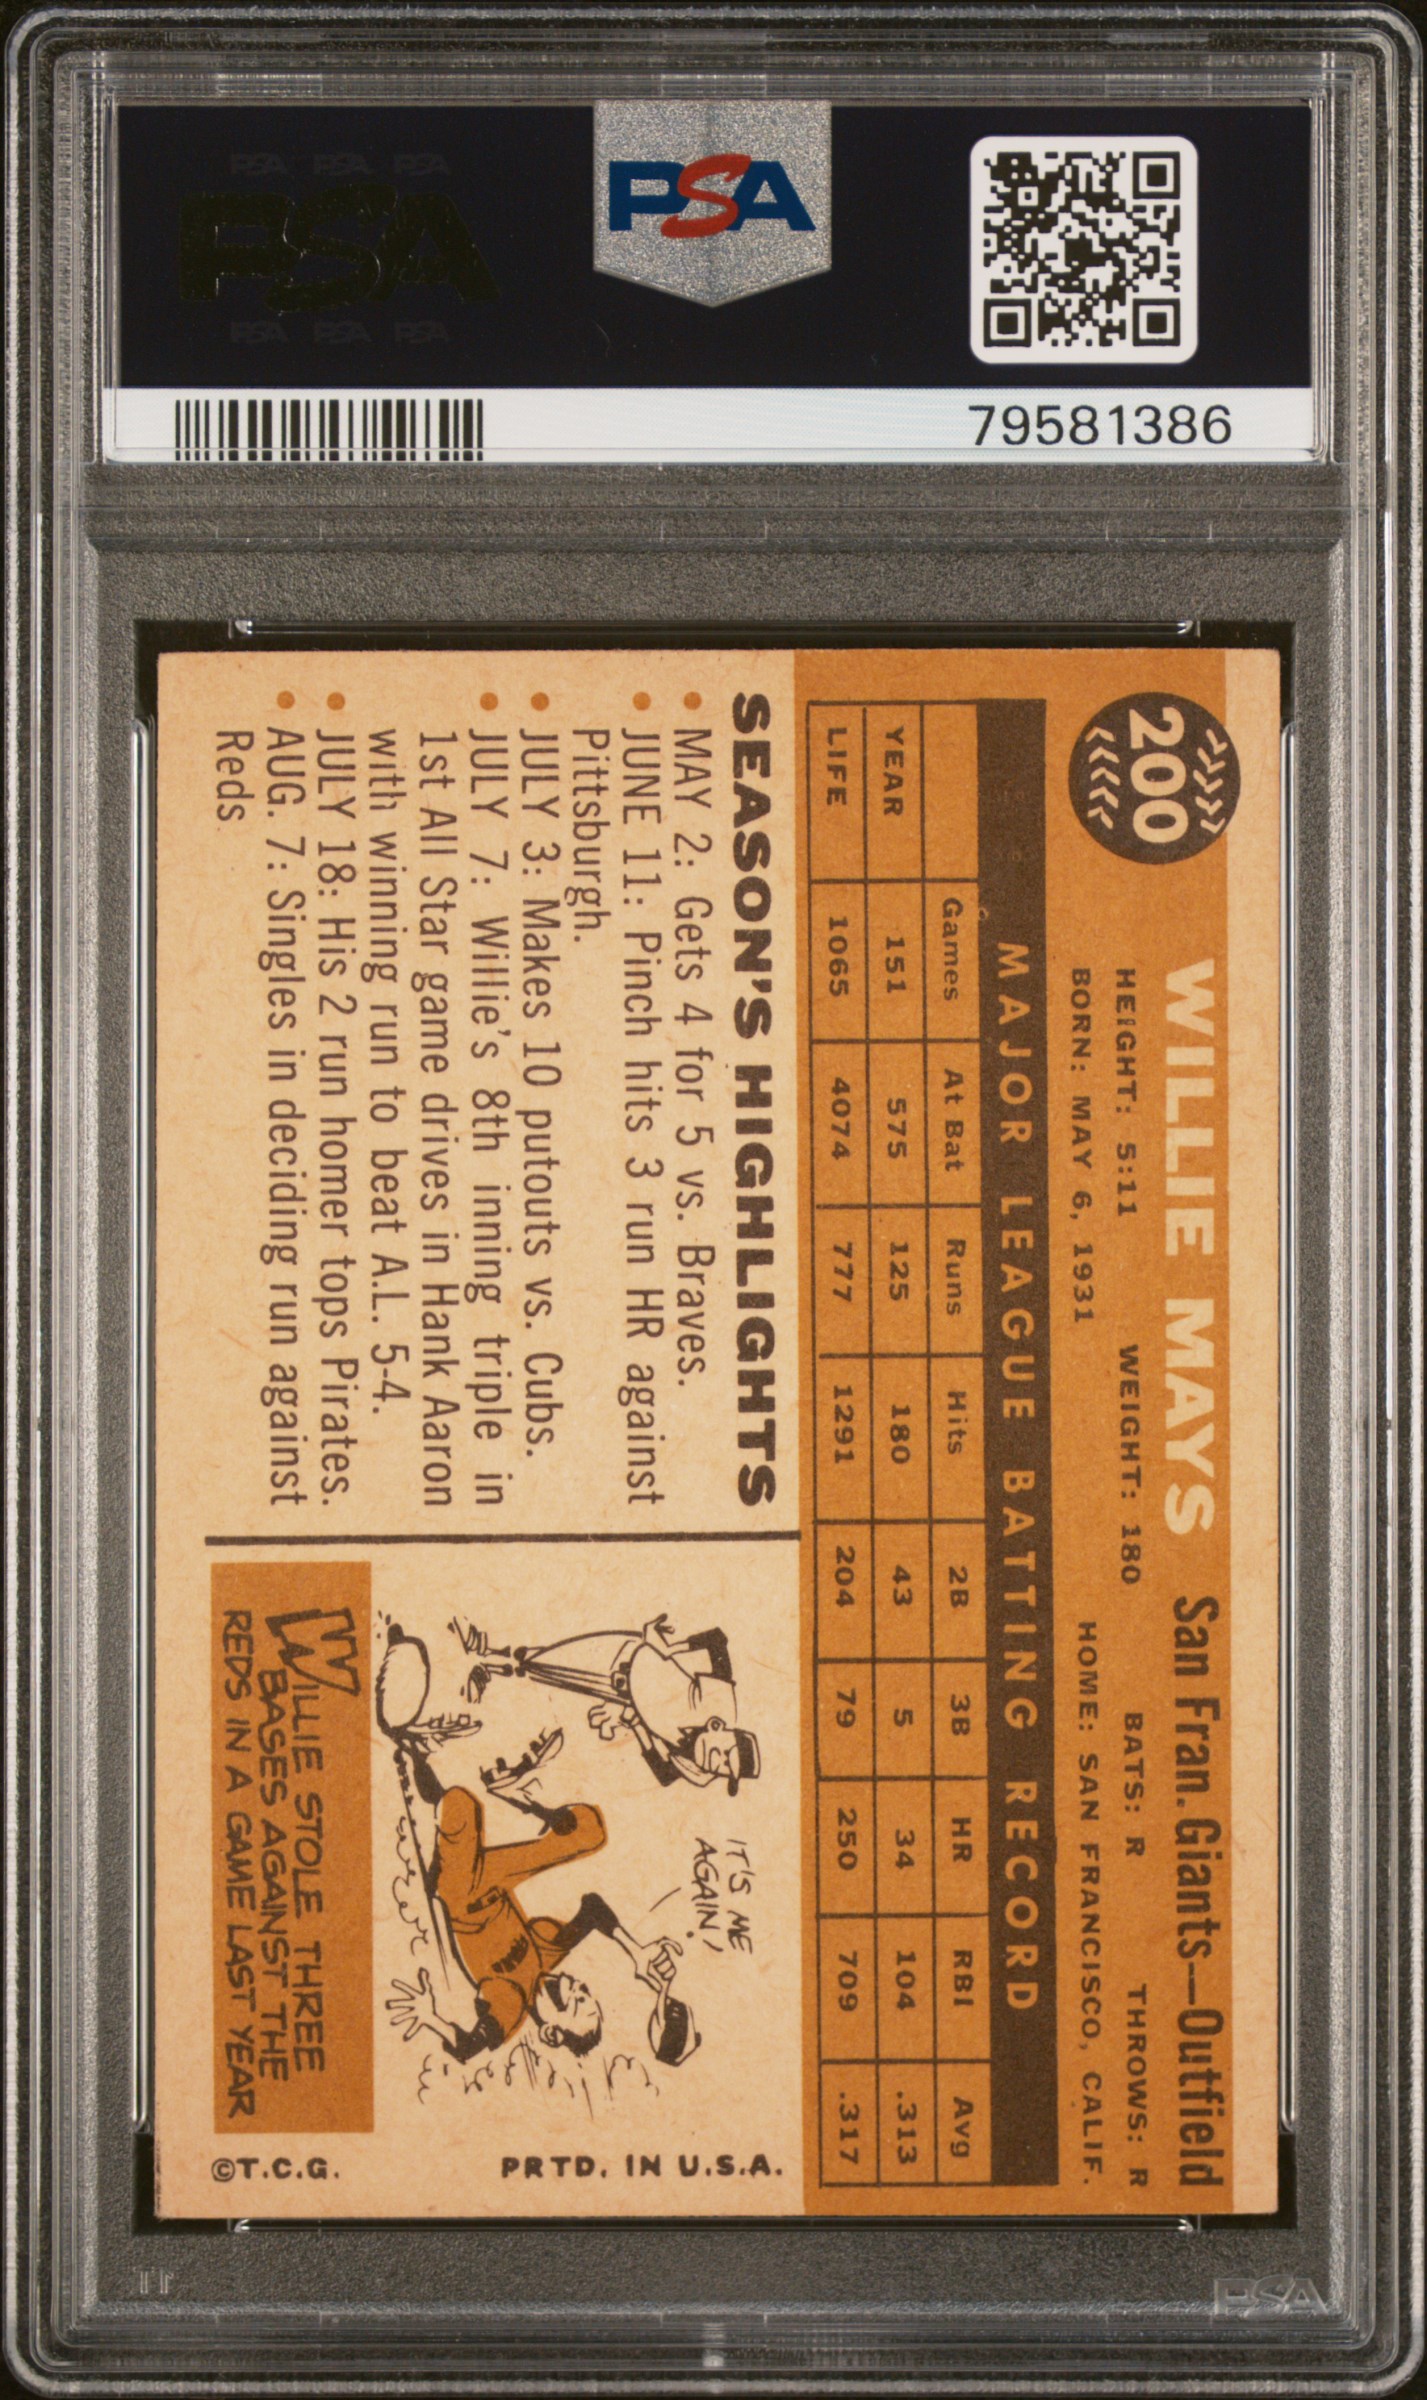 PSA PSA PSA
PSA
PSA PSA PSA
PSA
79581386
200
WILLIE MAYS San Fran. Giants—Outfield
HEIGHT: 5:11 WEIGHT: 180 BATS: R THROWS: R
BORN: MAY 6, 1931 HOME: SAN FRANCISCO, CALIF.
MAJOR LEAGUE BATTING RECORD
Games At Bat Runs Hits 2B 3B HR RBI Avg
YEAR 151 575 125 180 43 5 34 104 .313
LIFE 1065 4074 777 1291 204 79 250 709 .317
SEASON'S HIGHLIGHTS
• MAY 2: Gets 4 for 5 vs. Braves.
• JUNE 11: Pinch hits 3 run HR against
Pittsburgh.
• JULY 3: Makes 10 putouts vs. Cubs.
• JULY 7: Willie's 8th inning triple in
1st All Star game drives in Hank Aaron
with winning run to beat A.L. 5-4.
• JULY 18: His 2 run homer tops Pirates.
• AUG. 7: Singles in deciding run against
Reds
IT'S ME
AGAIN!
WILLIE STOLE THREE
BASES AGAINST THE
REDS IN A GAME LAST YEAR
©T.C.G.
PRTD. IN U.S.A.
PSA